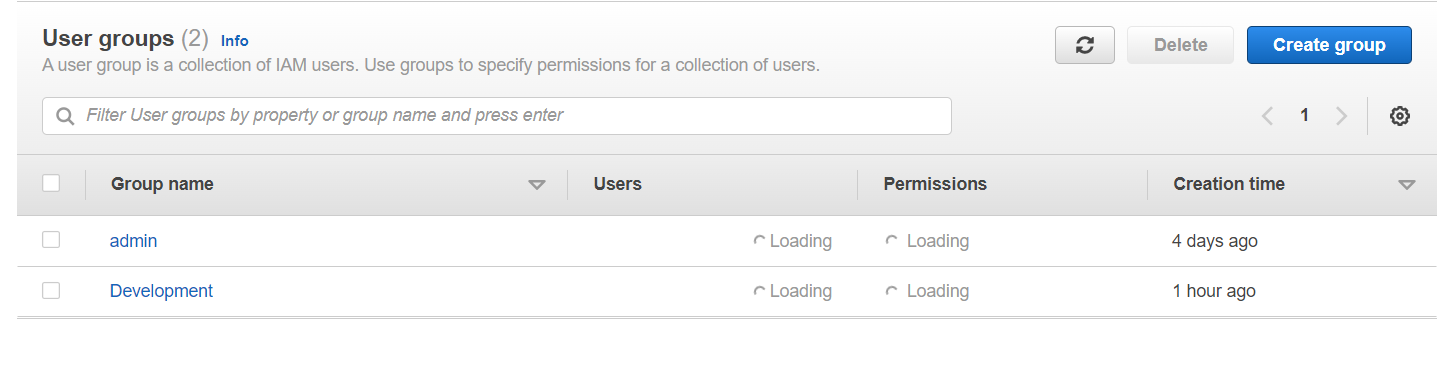 User groups (2) Info
Delete
Create group
A user group is a collection of IAM users. Use groups to specify permissions for a collection of users.
Filter User groups by property or group name and press enter
1
Group name Users Permissions Creation time
admin Loading Loading 4 days ago
Development Loading Loading 1 hour ago